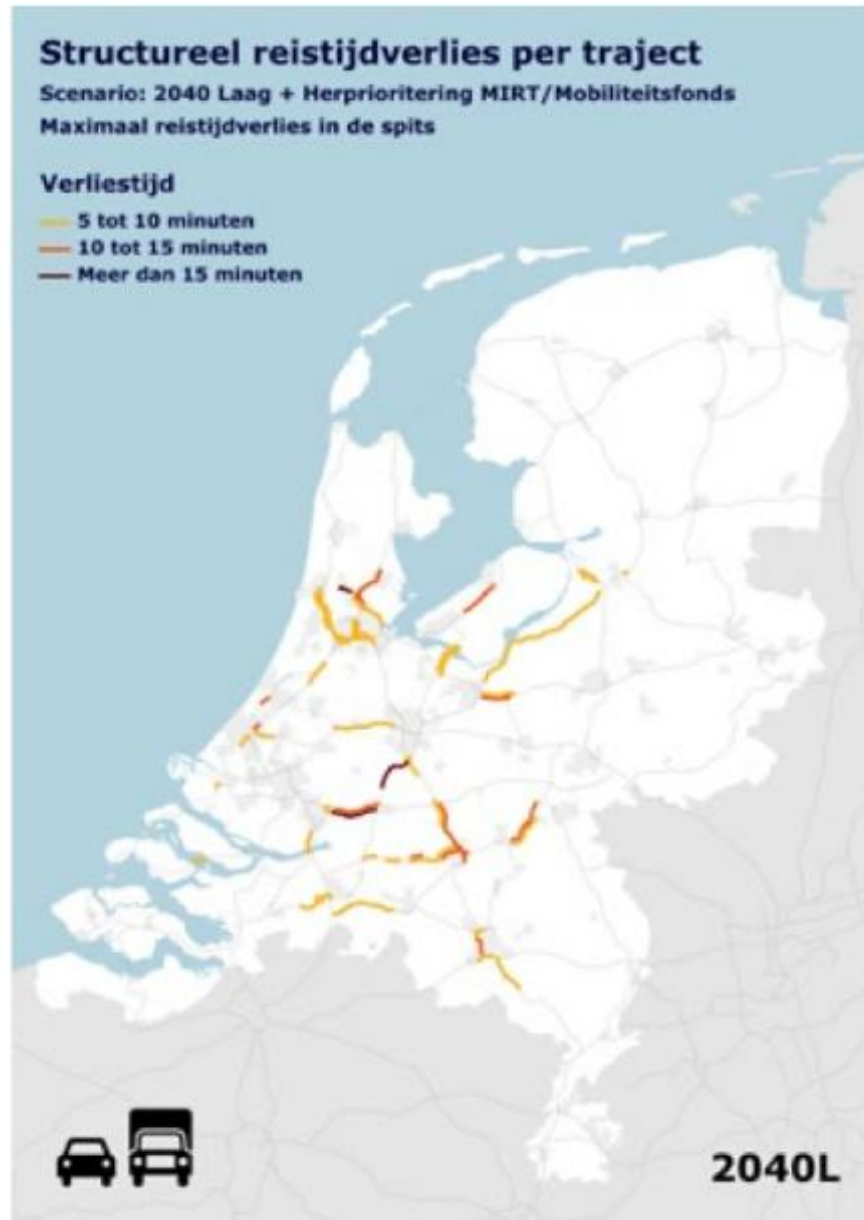 Structureel reistijdverlies per traject
Scenario: 2040 Laag + Herprioritering MIRT/Mobiliteitsfonds
Maximaal reistijdverlies in de spits
Verliestijd
5 tot 10 minuten
10 tot 15 minuten
Meer dan 15 minuten
2040L